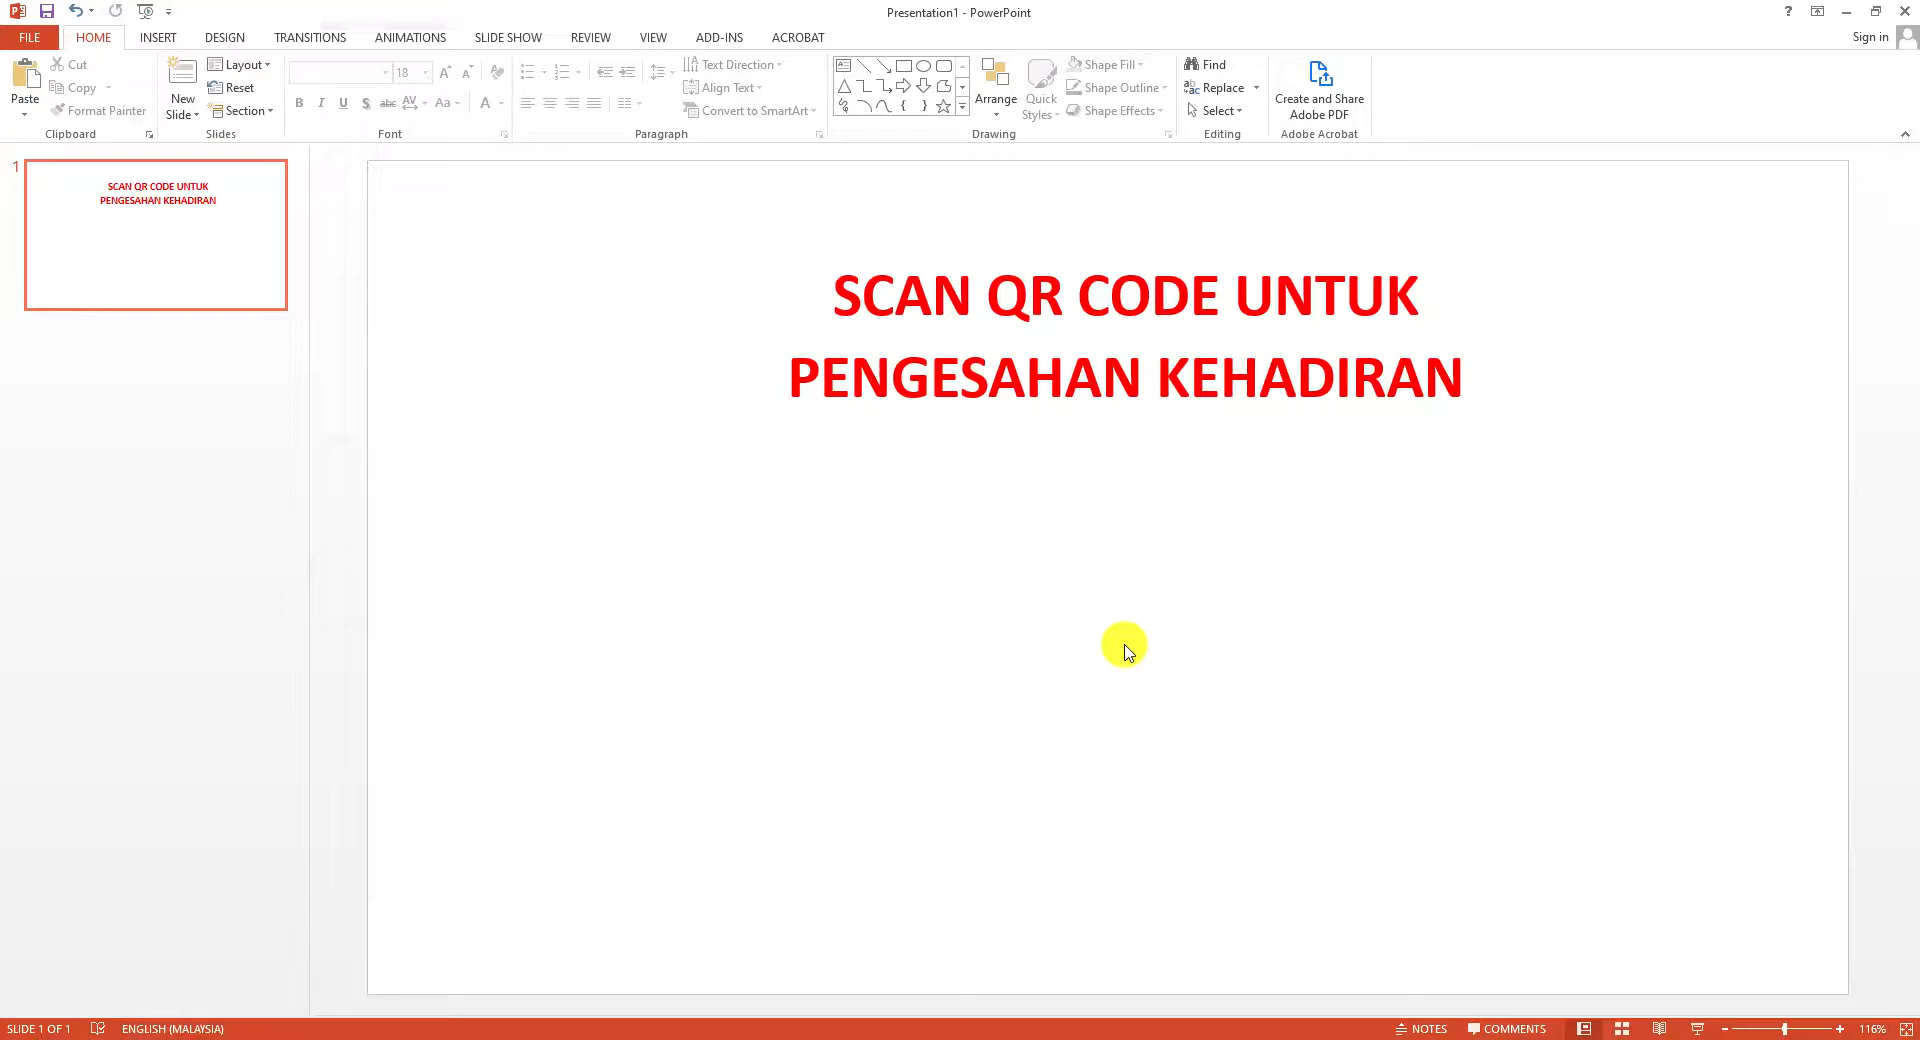 Presentation1 - PowerPoint
FILE HOME INSERT DESIGN TRANSITIONS ANIMATIONS SLIDE SHOW REVIEW VIEW ADD-INS ACROBAT Sign in
Paste
Cut
Copy
Format Painter
Clipboard
New
Slide
Layout
Reset
Section
Slides
18
Font
Text Direction
Align Text
Convert to SmartArt
Paragraph
Arrange
Quick
Styles
Shape Fill
Shape Outline
Shape Effects
Drawing
Find
Replace
Select
Editing
Create and Share
Adobe PDF
Adobe Acrobat
1
SCAN QR CODE UNTUK
PENGESAHAN KEHADIRAN
SCAN QR CODE UNTUK
PENGESAHAN KEHADIRAN
SLIDE 1 OF 1 ENGLISH (MALAYSIA) NOTES COMMENTS 116%